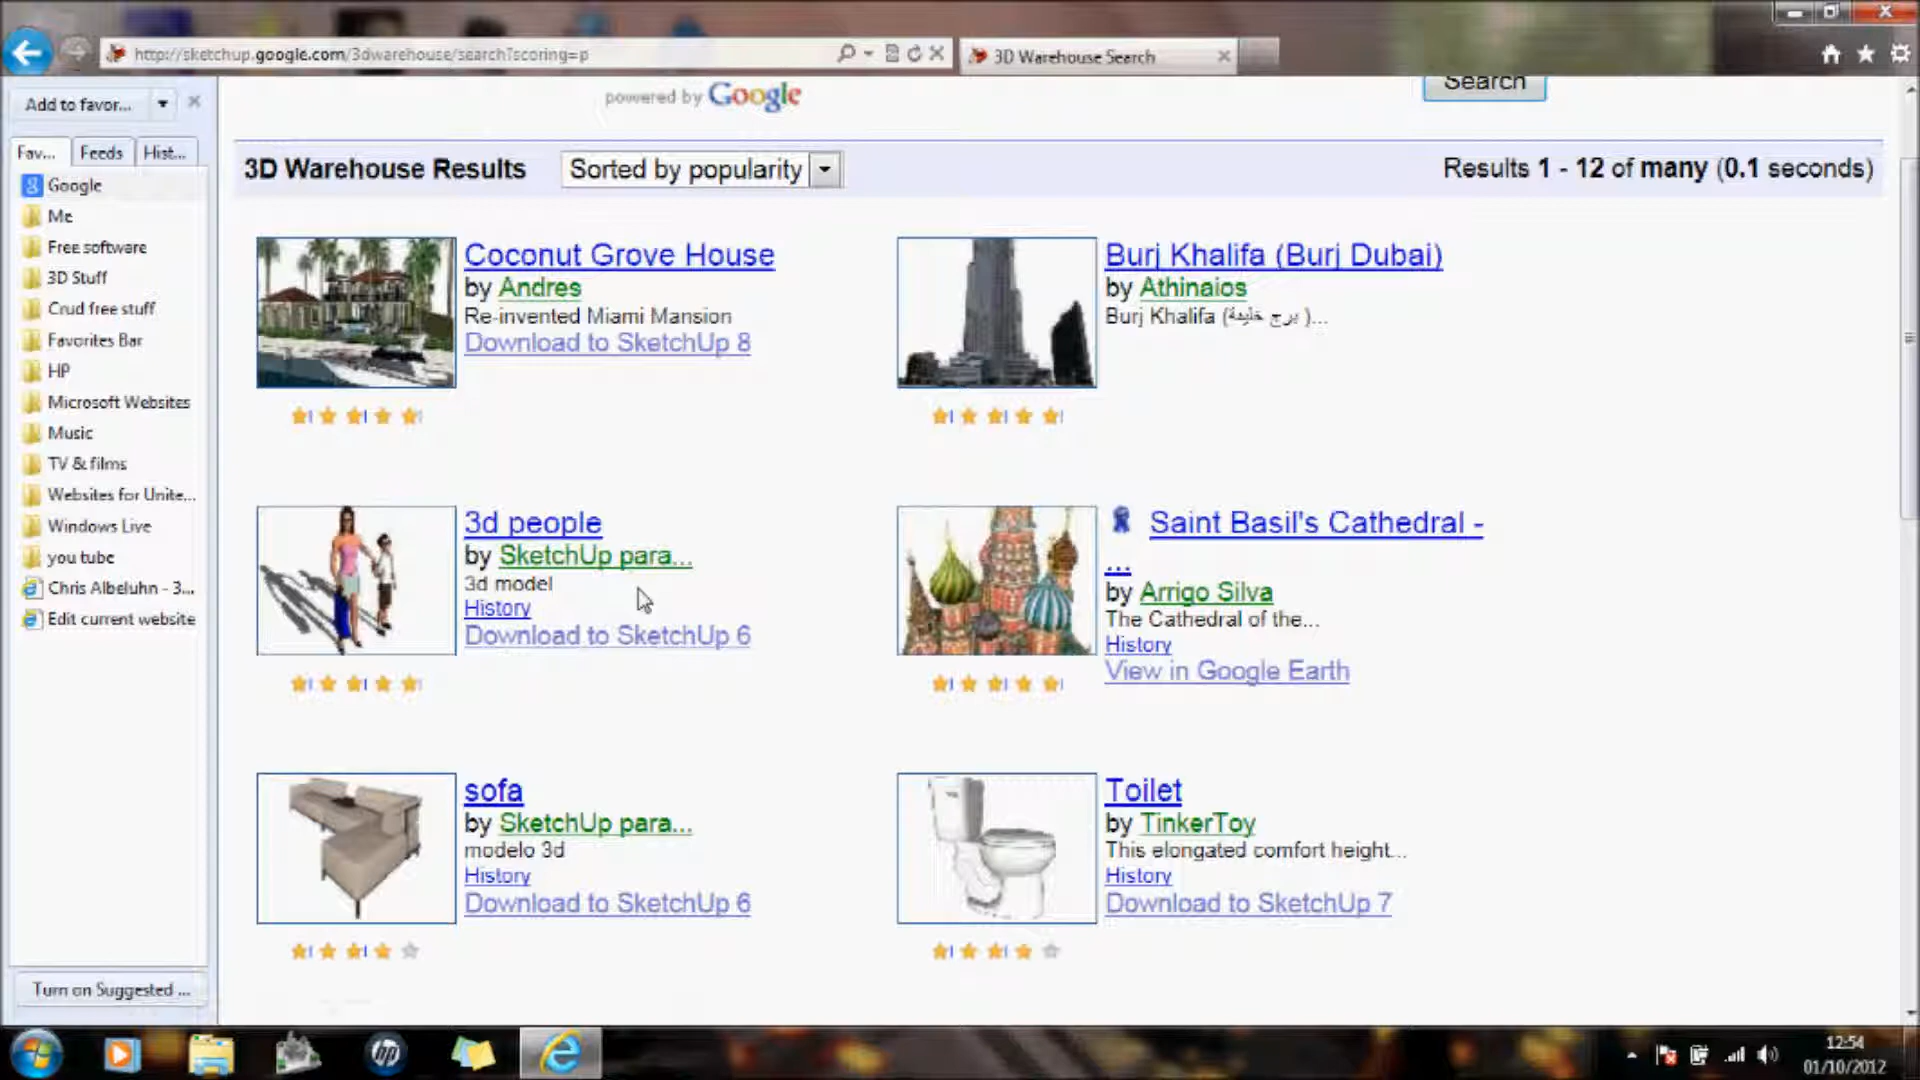 http://sketchup.google.com/3dwarehouse/search?scoring=p
3D Warehouse Search
Add to favor...
Fav...
Feeds
Hist...
Google
Me
Free software
3D Stuff
Crud free stuff
Favorites Bar
HP
Microsoft Websites
Music
TV & films
Websites for Unite...
Windows Live
you tube
Chris Albeluhn - 3...
Edit current website
Turn on Suggested ...
powered by Google
Search
3D Warehouse Results
Sorted by popularity
Results 1 - 12 of many (0.1 seconds)
Coconut Grove House
by Andres
Re-invented Miami Mansion
Download to SketchUp 8
Burj Khalifa (Burj Dubai)
by Athinaios
Burj Khalifa (برج خليفة )...
3d people
by SketchUp para...
3d model
History
Download to SketchUp 6
Saint Basil's Cathedral -
...
by Arrigo Silva
The Cathedral of the...
History
View in Google Earth
sofa
by SketchUp para...
modelo 3d
History
Download to SketchUp 6
Toilet
by TinkerToy
This elongated comfort height...
History
Download to SketchUp 7
hp
12:54
01/10/2012